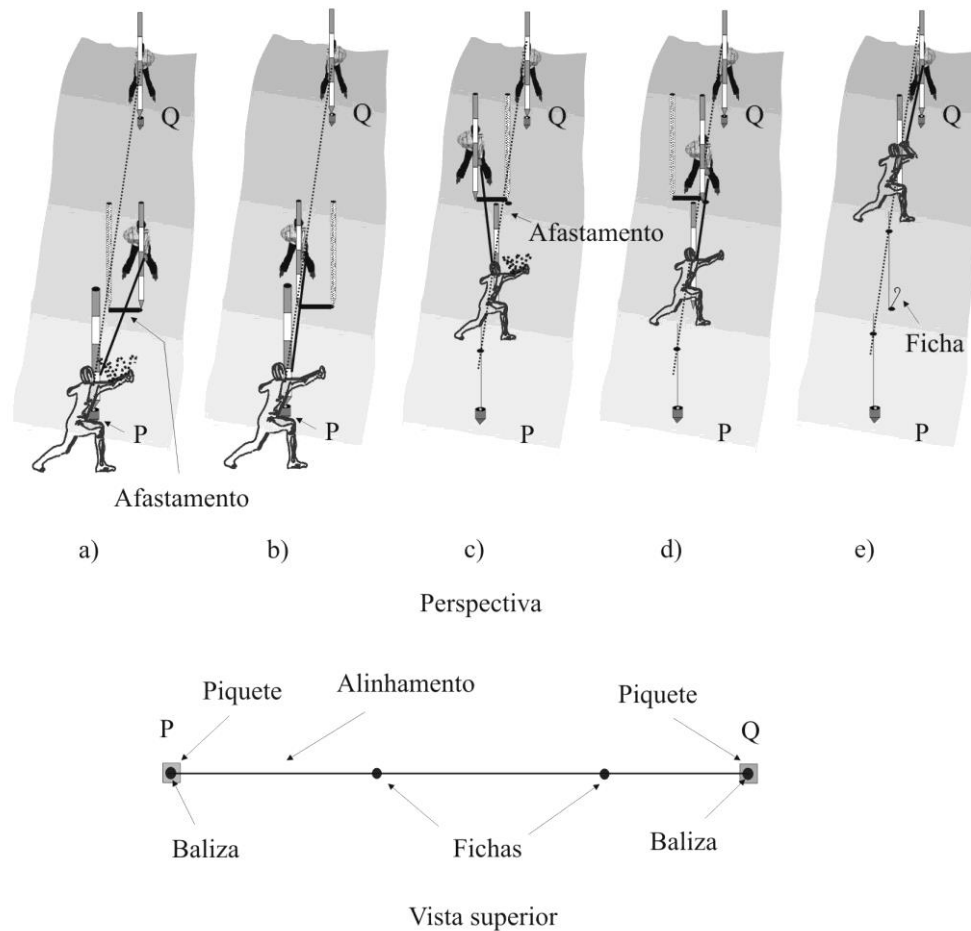 Q Q Q Q Q
Afastamento
Ficha
P P P P P
Afastamento
a) b) c) d) e)
Perspectiva
Piquete Alinhamento Piquete
P Q
Baliza Fichas Baliza
Vista superior